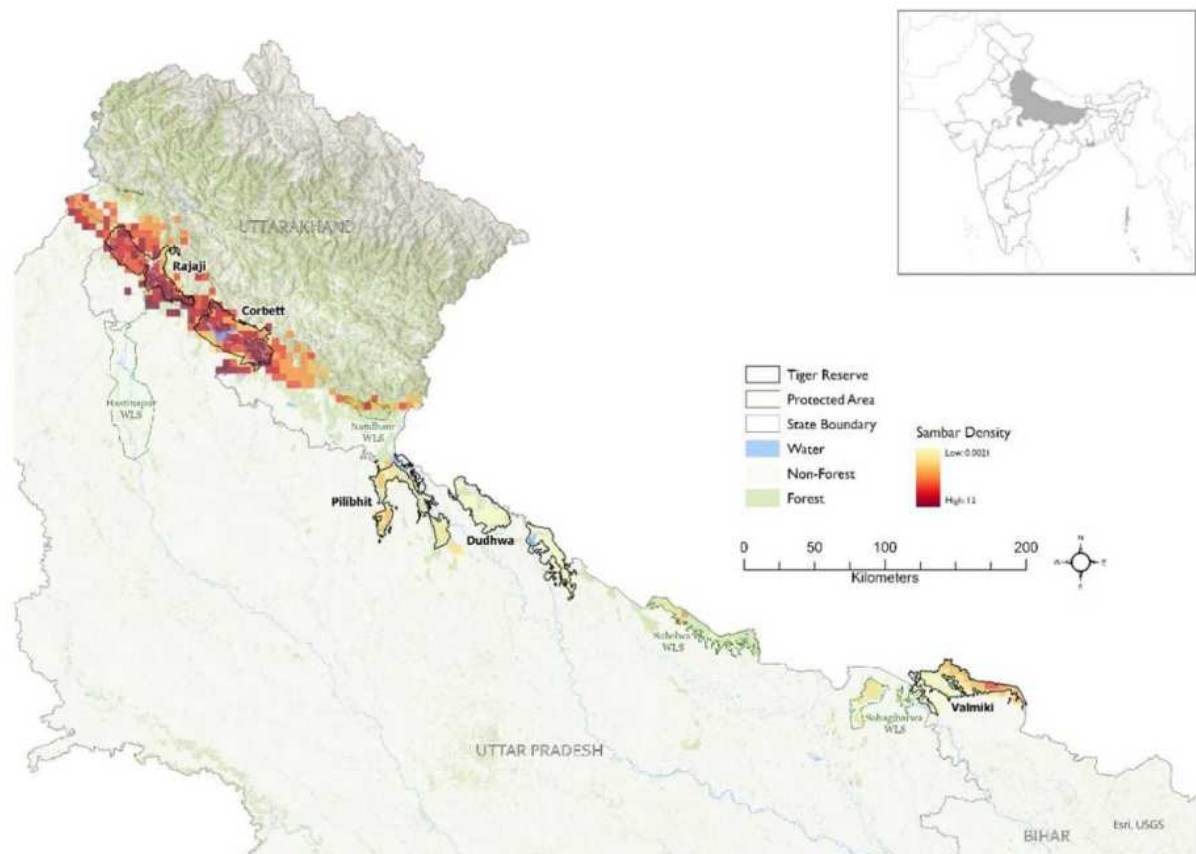 UTTARAKHAND
Rajaji
Corbett
Hastinapur
WLS
Nandhaur
WLS
Pilibhit
Dudhwa
Suhelwa
WLS
Sohagibarwa
WLS
Valmiki
UTTAR PRADESH
BIHAR
Esri, USGS
Tiger Reserve
Protected Area
State Boundary
Water
Non-Forest
Forest
Sambar Density
Low: 0.0021
High: 12
0 50 100 200
Kilometers
N
W E
S